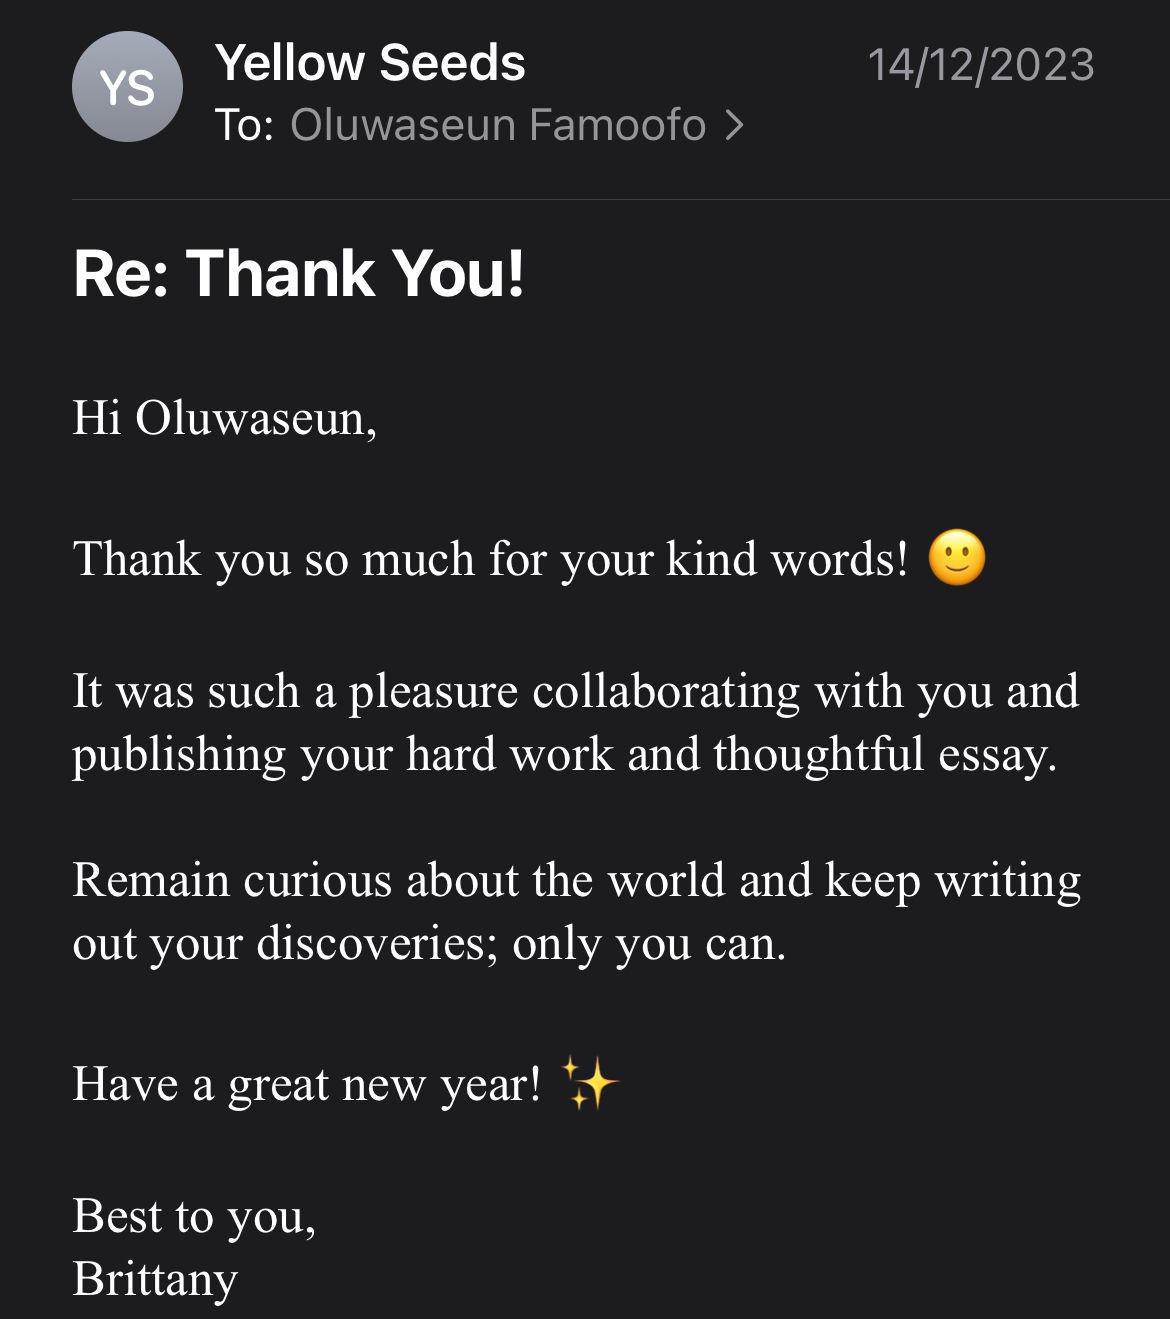 YS
Yellow Seeds
14/12/2023
To: Oluwaseun Famoofo >
Re: Thank You!
Hi Oluwaseun,
Thank you so much for your kind words! 🙂
It was such a pleasure collaborating with you and
publishing your hard work and thoughtful essay.
Remain curious about the world and keep writing
out your discoveries; only you can.
Have a great new year! ✨
Best to you,
Brittany